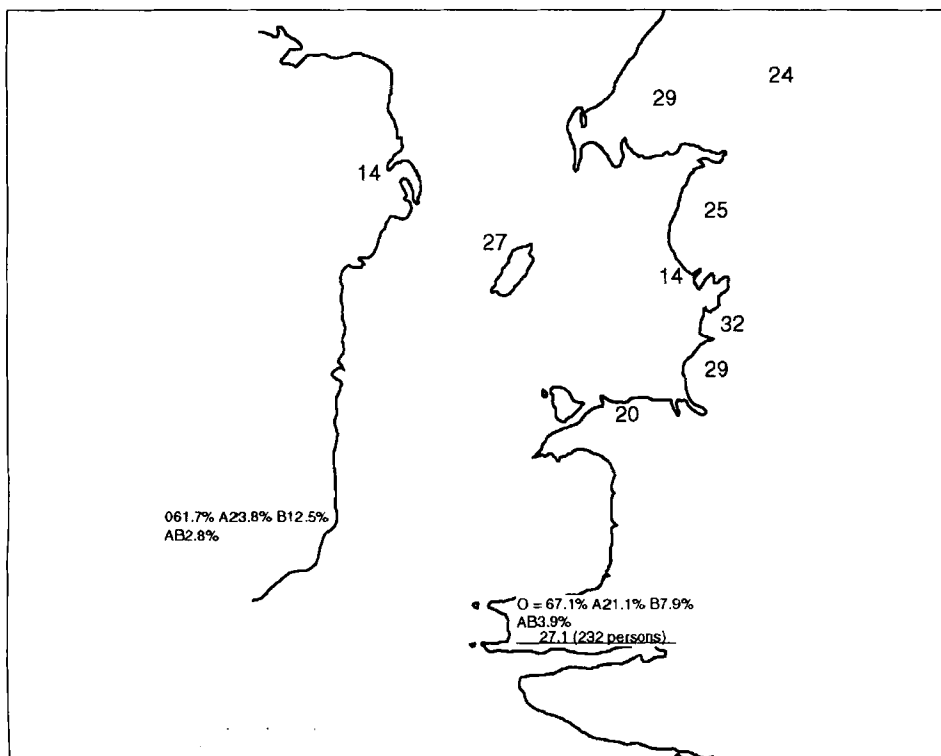 24
29
14
25
27
14
32
29
20
061.7% A23.8% B12.5%
AB2.8%
O = 67.1% A21.1% B7.9%
AB3.9%
27.1 (232 persons)